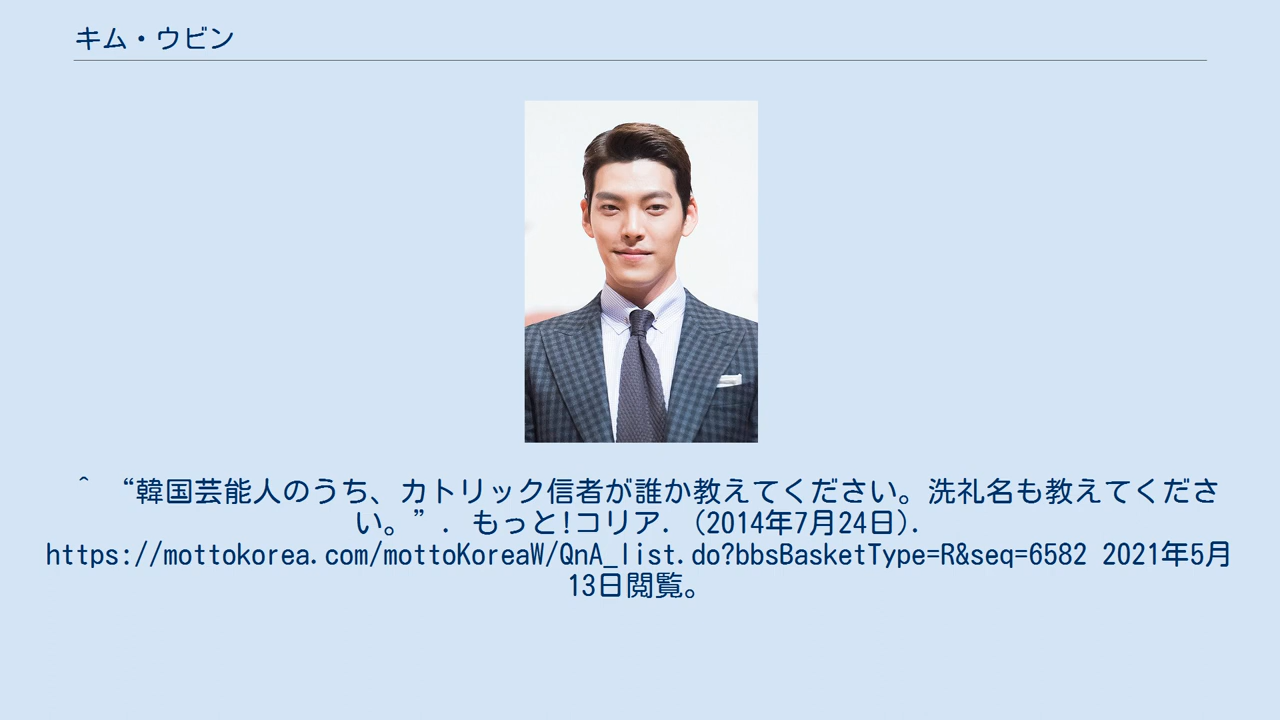 キム・ウビン
^ “韓国芸能人のうち、カトリック信者が誰か教えてください。洗礼名も教えてくださ
い。”. もっと!コリア. (2014年7月24日).
https://mottokorea.com/mottoKoreaW/QnA_list.do?bbsBasketType=R&seq=6582 2021年5月
13日閲覧。